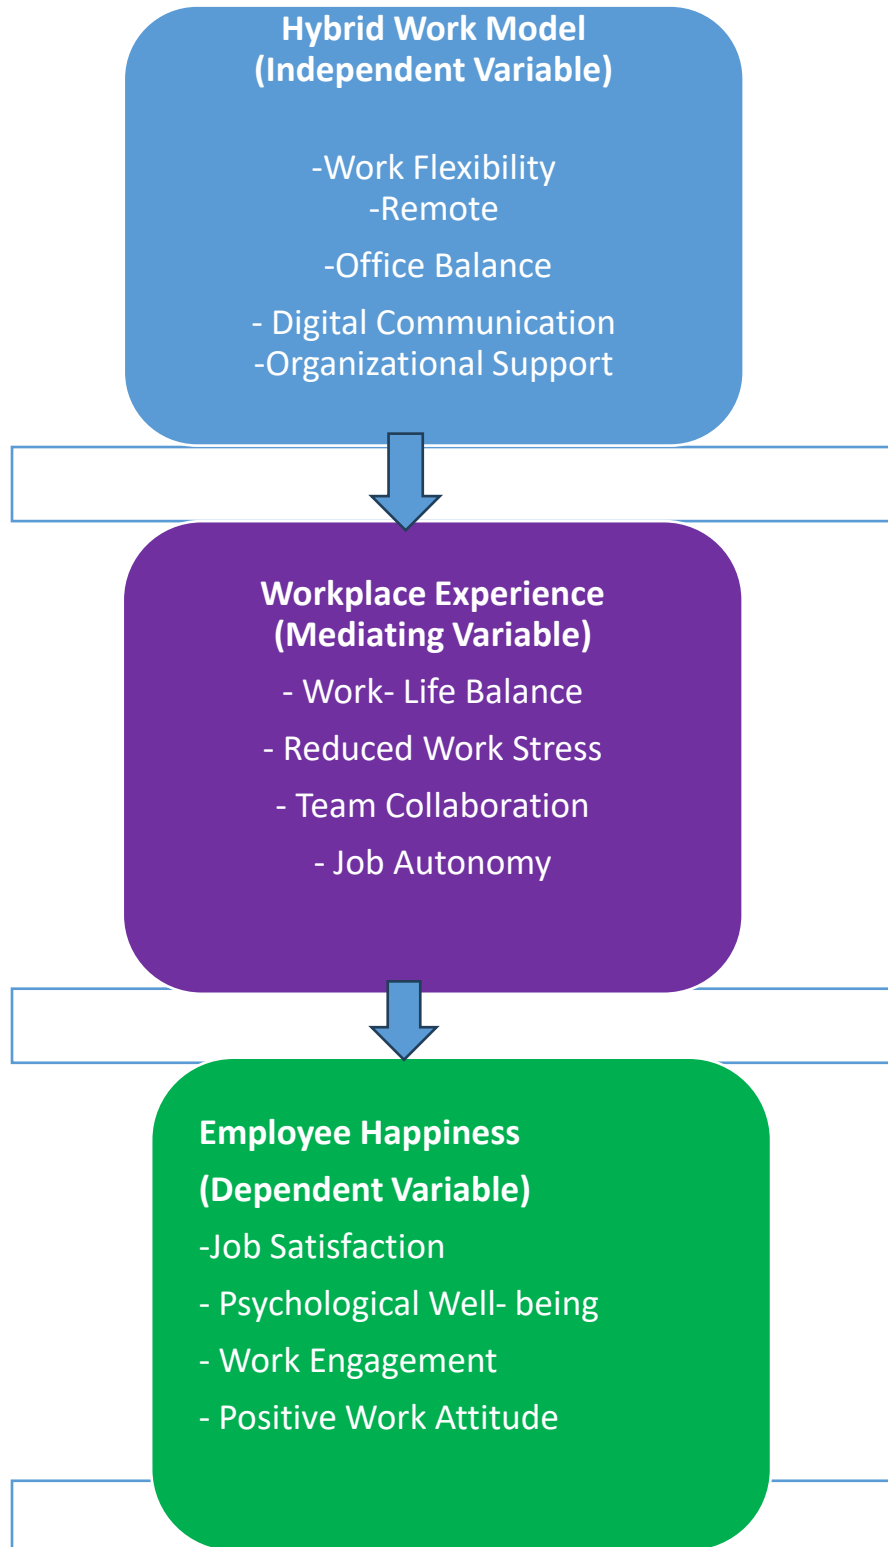 Hybrid Work Model
(Independent Variable)
-Work Flexibility
-Remote
-Office Balance
- Digital Communication
-Organizational Support
Workplace Experience
(Mediating Variable)
- Work- Life Balance
- Reduced Work Stress
- Team Collaboration
- Job Autonomy
Employee Happiness
(Dependent Variable)
-Job Satisfaction
- Psychological Well- being
- Work Engagement
- Positive Work Attitude